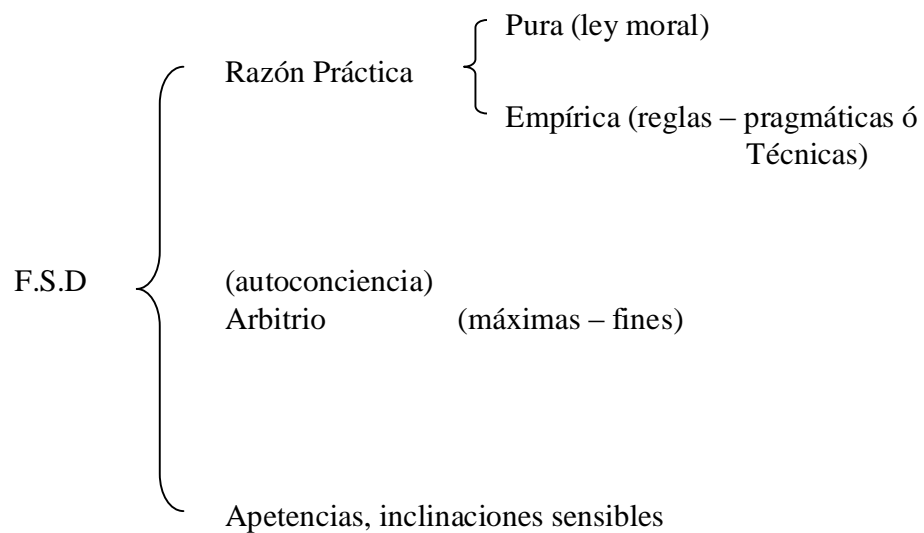 Pura (ley moral)
Razón Práctica
Empírica (reglas – pragmáticas ó
Técnicas)
F.S.D
(autoconciencia)
Arbitrio (máximas – fines)
Apetencias, inclinaciones sensibles